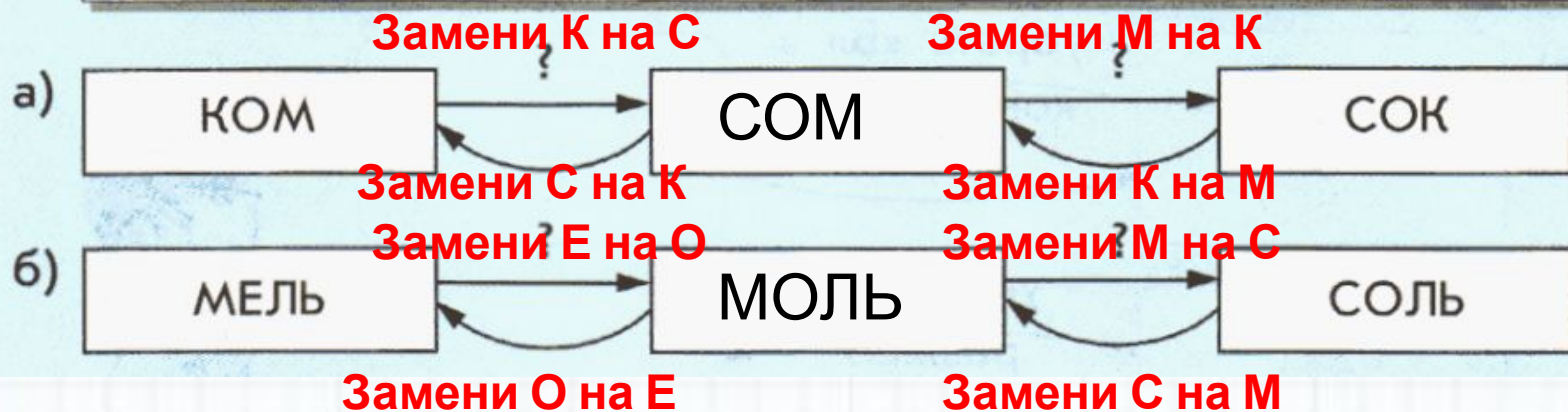 Замени К на С Замени М на К
? ?
а) КОМ СОМ СОК
Замени С на К Замени К на М
Замени Е на О Замени М на С
? ?
б) МЕЛЬ МОЛЬ СОЛЬ
Замени О на Е Замени С на М